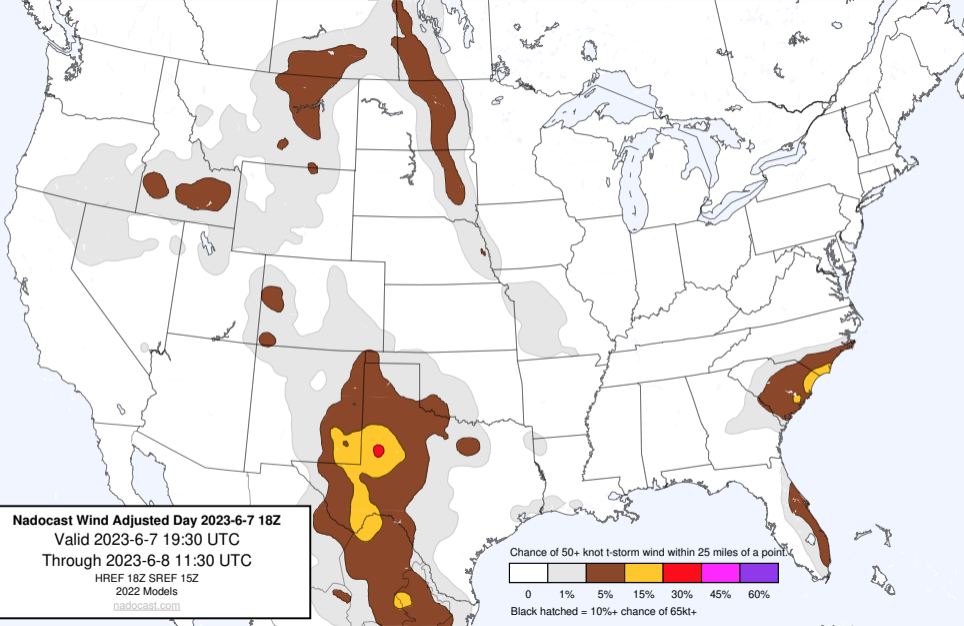 Nadocast Wind Adjusted Day 2023-6-7 18Z
Valid 2023-6-7 19:30 UTC
Through 2023-6-8 11:30 UTC
HREF 18Z SREF 15Z
2022 Models
nadocast.com
Chance of 50+ knot t-storm wind within 25 miles of a point.
0 1% 5% 15% 30% 45% 60%
Black hatched = 10%+ chance of 65kt+